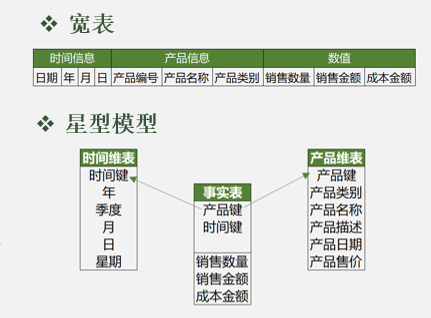 宽表
时间信息 产品信息 数值
日期 年 月 日 产品编号 产品名称 产品类别 销售数量 销售金额 成本金额
星型模型
时间维表
时间键
年
季度
月
日
星期
事实表
产品键
时间键
销售数量
销售金额
成本金额
产品维表
产品键
产品类别
产品名称
产品描述
产品日期
产品售价